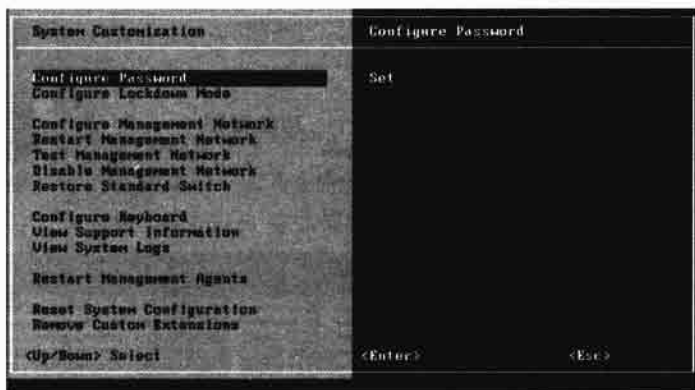 System Customization
Configure Password
Configure Password
Set
Configure Lockdown Mode
Configure Management Network
Restart Management Network
Test Management Network
Disable Management Network
Restore Standard Switch
Configure Keyboard
View Support Information
View System Logs
Restart Management Agents
Reset System Configuration
Remove Custom Extensions
<Up/Down> Select
<Enter>
<Esc>